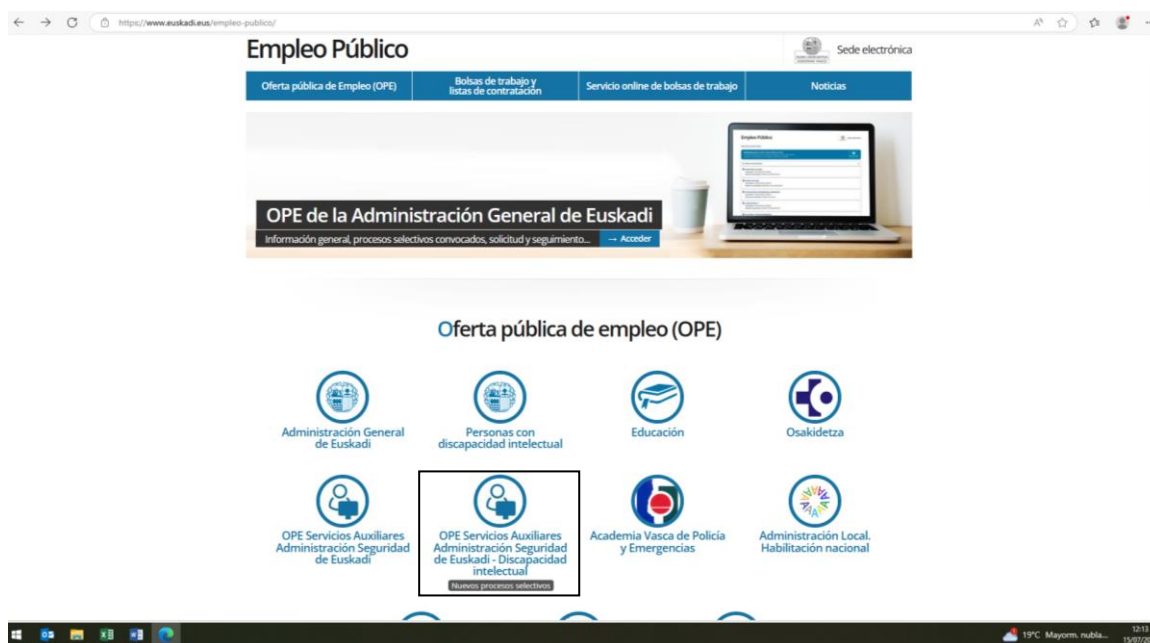 https://www.euskadi.eus/empleo-publico/
Empleo Público
Sede electrónica
Oferta pública de Empleo (OPE)
Bolsas de trabajo y
listas de contratación
Servicio online de bolsas de trabajo
Noticias
OPE de la Administración General de Euskadi
Información general, procesos selectivos convocados, solicitud y seguimiento...
→ Acceder
Oferta pública de empleo (OPE)
Administración General
de Euskadi
Personas con
discapacidad intelectual
Educación
Osakidetza
OPE Servicios Auxiliares
Administración Seguridad
de Euskadi
OPE Servicios Auxiliares
Administración Seguridad
de Euskadi - Discapacidad
intelectual
Nuevos procesos selectivos
Academia Vasca de Policía
y Emergencias
Administración Local.
Habilitación nacional
19°C Mayorm. nubla...
12:13
15/07/20